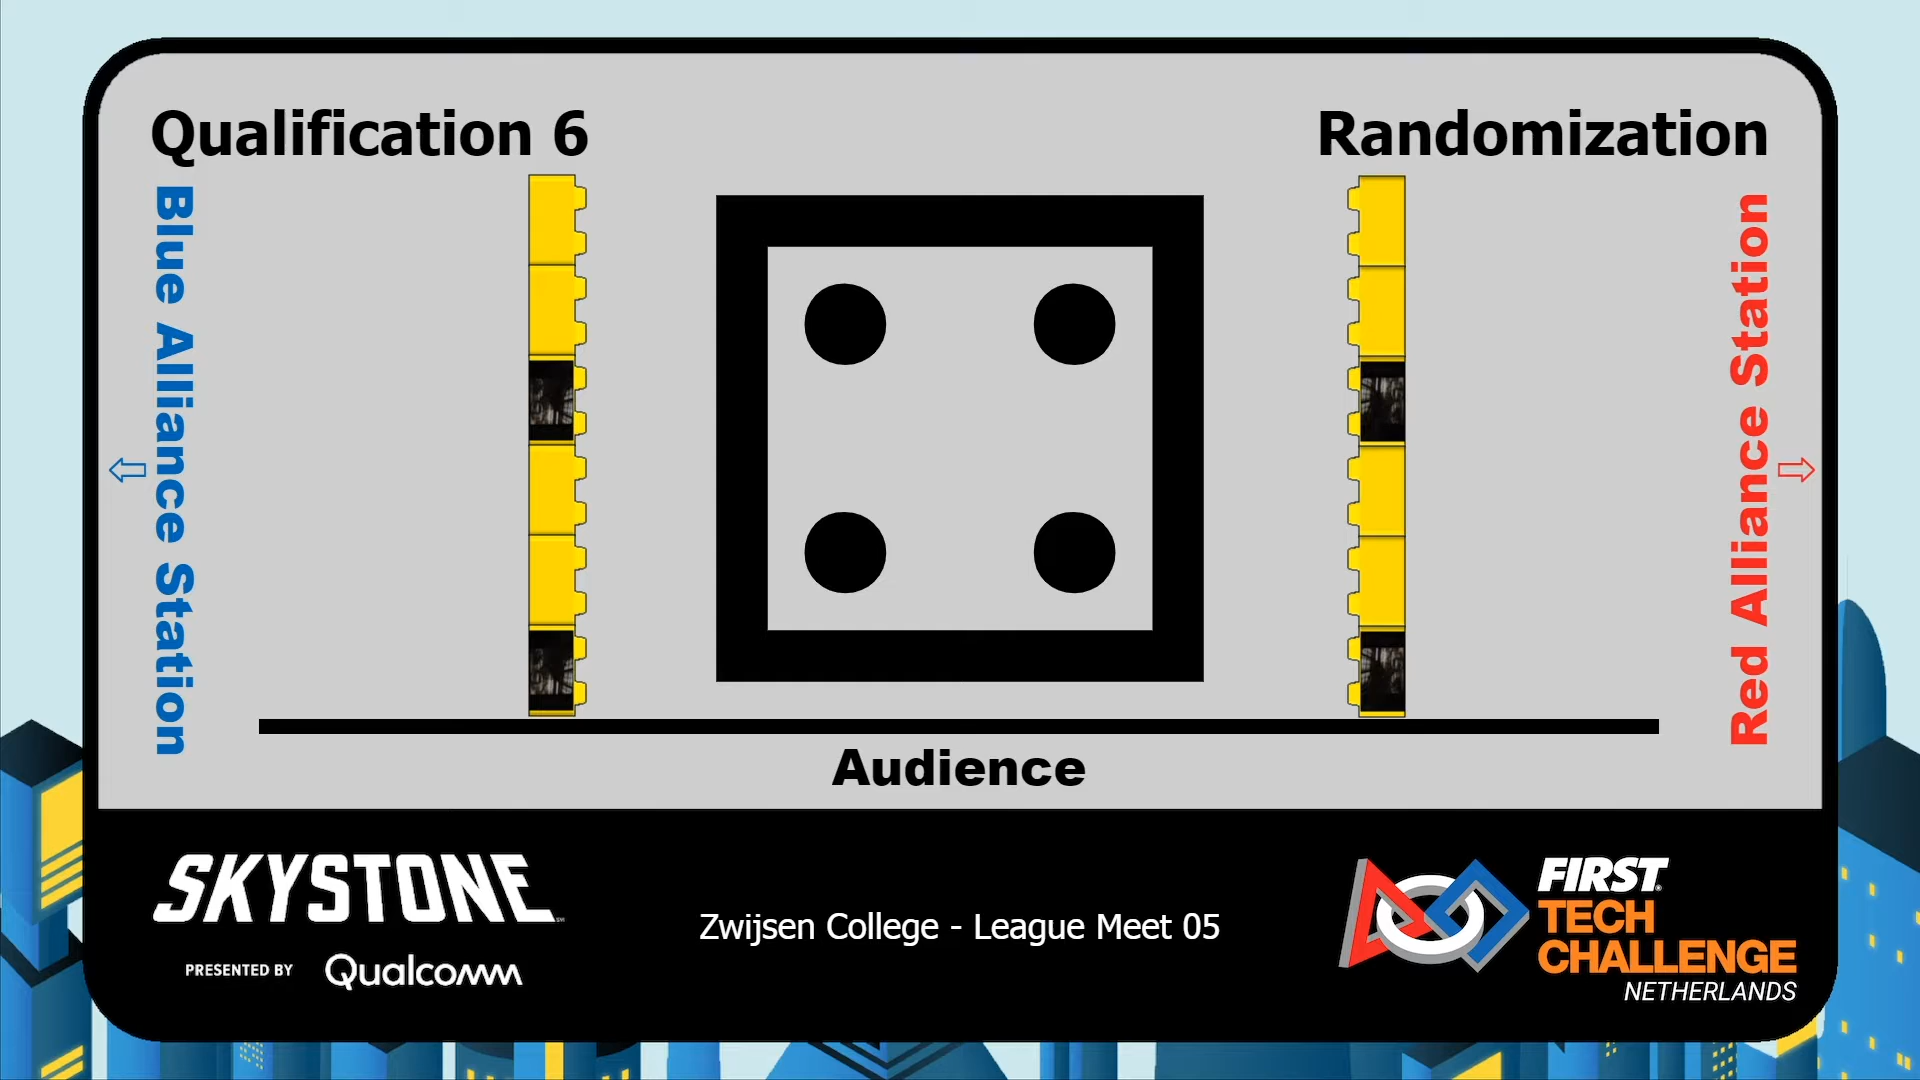 Qualification 6
Randomization
Blue Alliance Station
Red Alliance Station
Audience
SKYSTONE
PRESENTED BY Qualcomm
Zwijsen College - League Meet 05
FIRST
TECH
CHALLENGE
NETHERLANDS